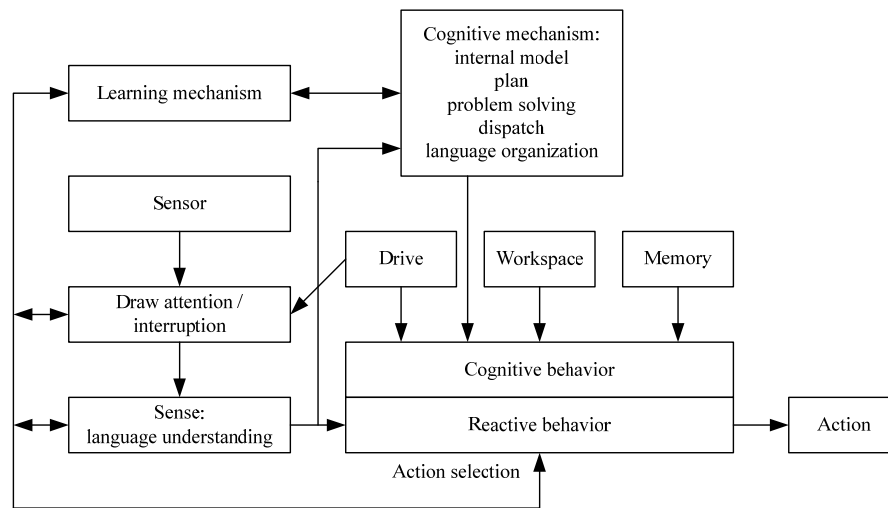 Cognitive mechanism:
internal model
plan
problem solving
dispatch
language organization
Learning mechanism
Sensor
Drive
Workspace
Memory
Draw attention /
interruption
Cognitive behavior
Sense:
language understanding
Reactive behavior
Action
Action selection